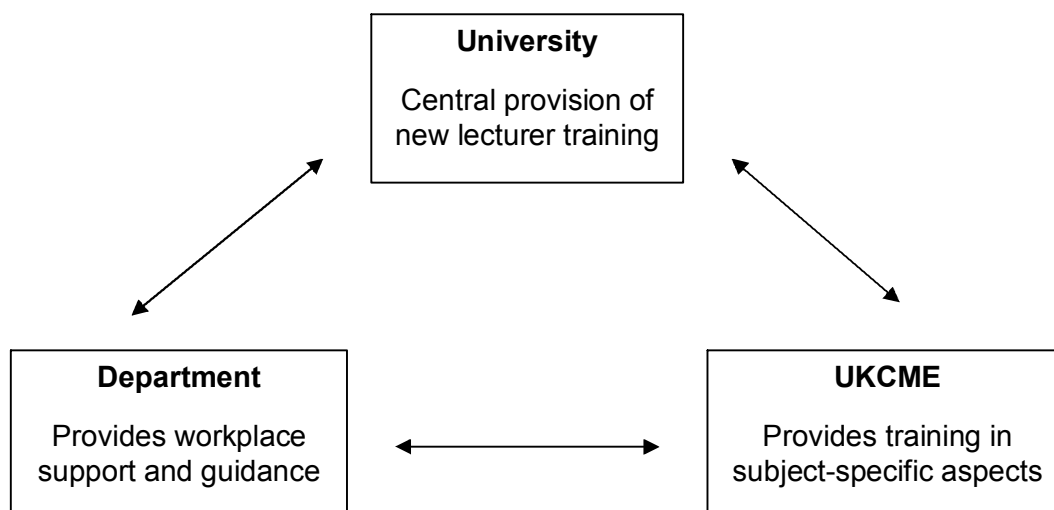 University
Central provision of
new lecturer training
Department
Provides workplace
support and guidance
UKCME
Provides training in
subject-specific aspects